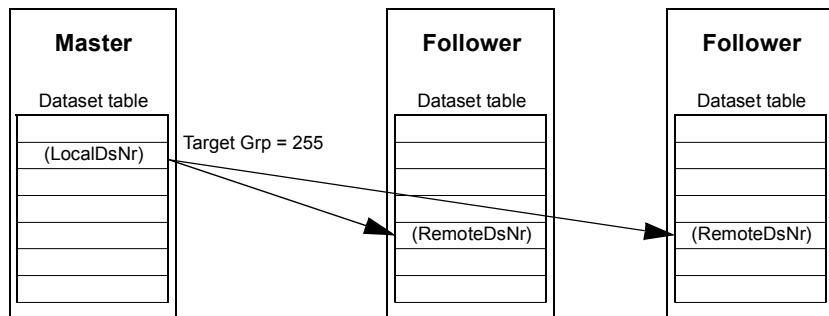 Master
Follower
Follower
Dataset table
Dataset table
Dataset table
Target Grp = 255
(LocalDsNr)
(RemoteDsNr)
(RemoteDsNr)